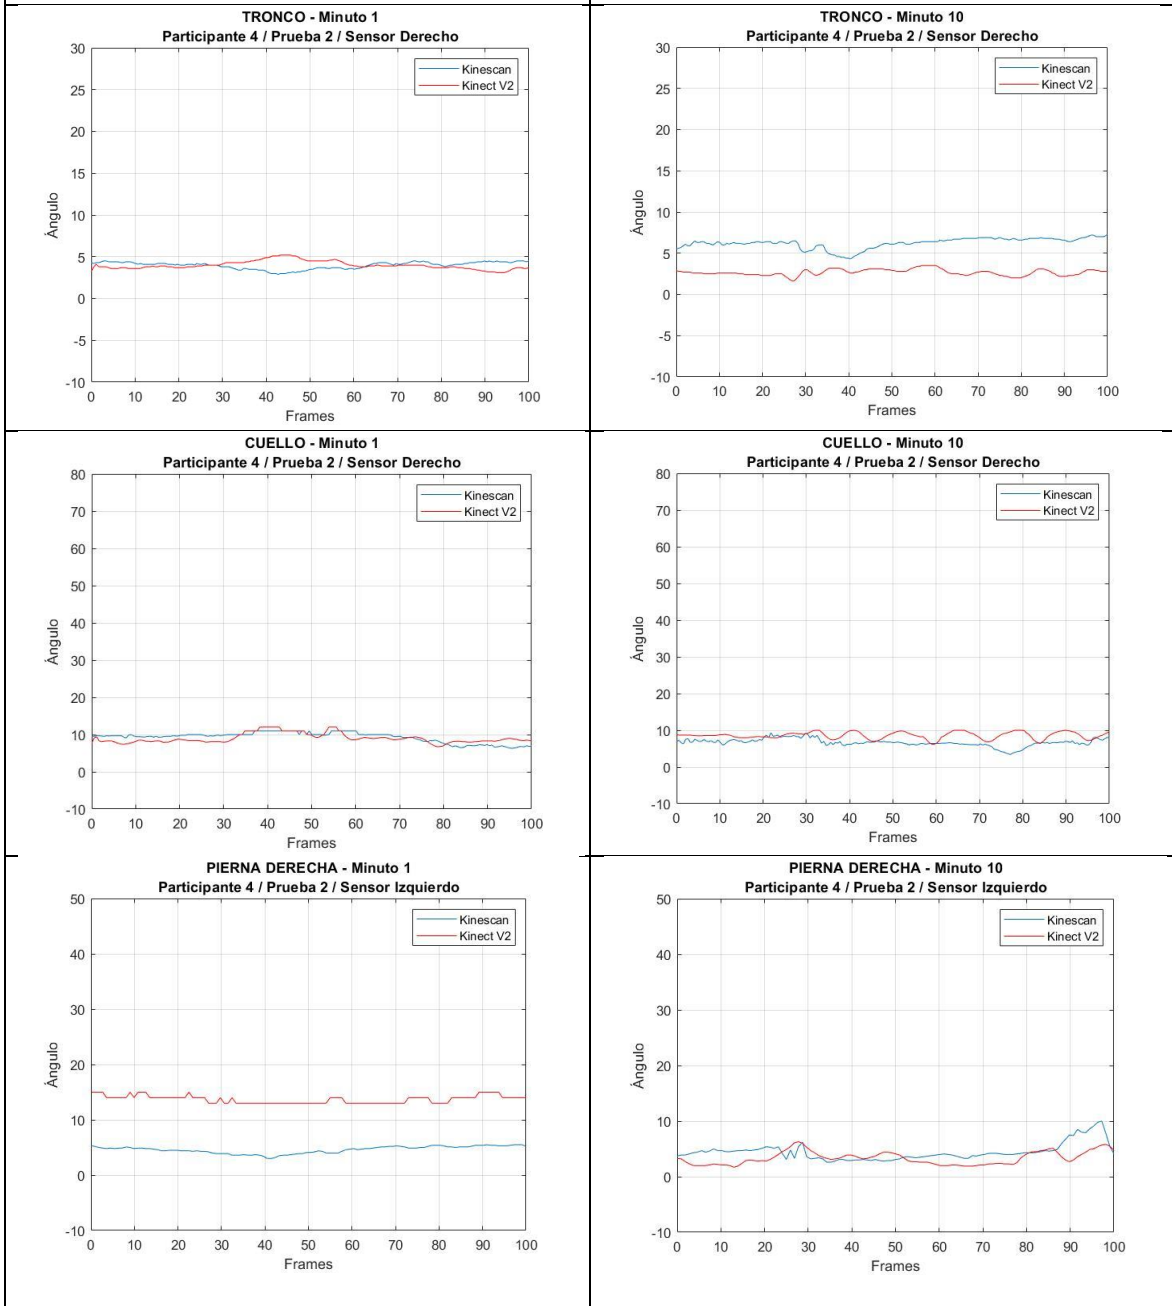 TRONCO - Minuto 1
Participante 4 / Prueba 2 / Sensor Derecho
30
25
20
15
10
5
0
-5
-10
Ángulo
Kinescan
Kinect V2
0 10 20 30 40 50 60 70 80 90 100
Frames
TRONCO - Minuto 10
Participante 4 / Prueba 2 / Sensor Derecho
30
25
20
15
10
5
0
-5
-10
Ángulo
Kinescan
Kinect V2
0 10 20 30 40 50 60 70 80 90 100
Frames
CUELLO - Minuto 1
Participante 4 / Prueba 2 / Sensor Derecho
80
70
60
50
40
30
20
10
0
-10
Ángulo
Kinescan
Kinect V2
0 10 20 30 40 50 60 70 80 90 100
Frames
CUELLO - Minuto 10
Participante 4 / Prueba 2 / Sensor Derecho
80
70
60
50
40
30
20
10
0
-10
Ángulo
Kinescan
Kinect V2
0 10 20 30 40 50 60 70 80 90 100
Frames
PIERNA DERECHA - Minuto 1
Participante 4 / Prueba 2 / Sensor Izquierdo
50
40
30
20
10
0
-10
Ángulo
Kinescan
Kinect V2
0 10 20 30 40 50 60 70 80 90 100
Frames
PIERNA DERECHA - Minuto 10
Participante 4 / Prueba 2 / Sensor Izquierdo
50
40
30
20
10
0
-10
Ángulo
Kinescan
Kinect V2
0 10 20 30 40 50 60 70 80 90 100
Frames